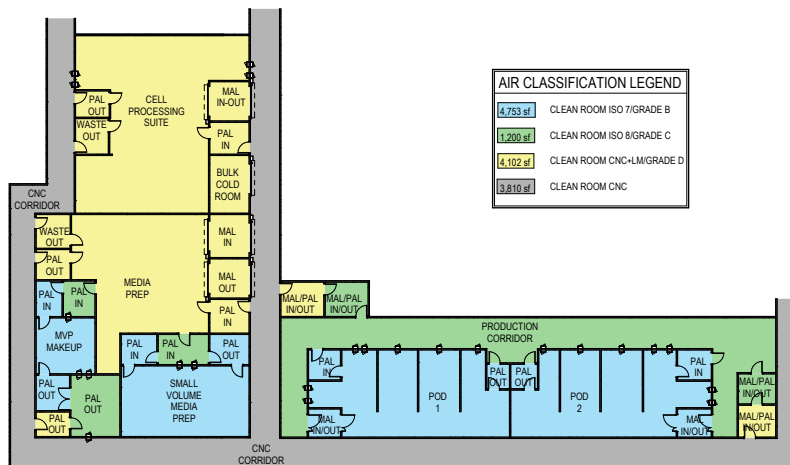 AIR CLASSIFICATION LEGEND
4,753 sf CLEAN ROOM ISO 7/GRADE B
1,200 sf CLEAN ROOM ISO 8/GRADE C
4,102 sf CLEAN ROOM CNC+LM/GRADE D
3,810 sf CLEAN ROOM CNC
CELL
PROCESSING
SUITE
PAL
OUT
WASTE
OUT
MAL
IN-OUT
PAL
IN
BULK
COLD
ROOM
CNC
CORRIDOR
WASTE
OUT
PAL
OUT
MEDIA
PREP
MAL
IN
MAL
OUT
PAL
IN
PAL
IN
PAL
IN
MVP
MAKEUP
PAL
IN
PAL
IN
PAL
OUT
PAL
OUT
PAL
OUT
PAL
OUT
SMALL
VOLUME
MEDIA
PREP
CNC
CORRIDOR
MAL/PAL
IN/OUT
MAL/PAL
IN/OUT
PRODUCTION
CORRIDOR
PAL
IN
PAL
OUT
PAL
OUT
PAL
IN
POD
1
POD
2
MAL
IN/OUT
MAL
IN/OUT
MAL/PAL
IN/OUT
MAL/PAL
IN/OUT